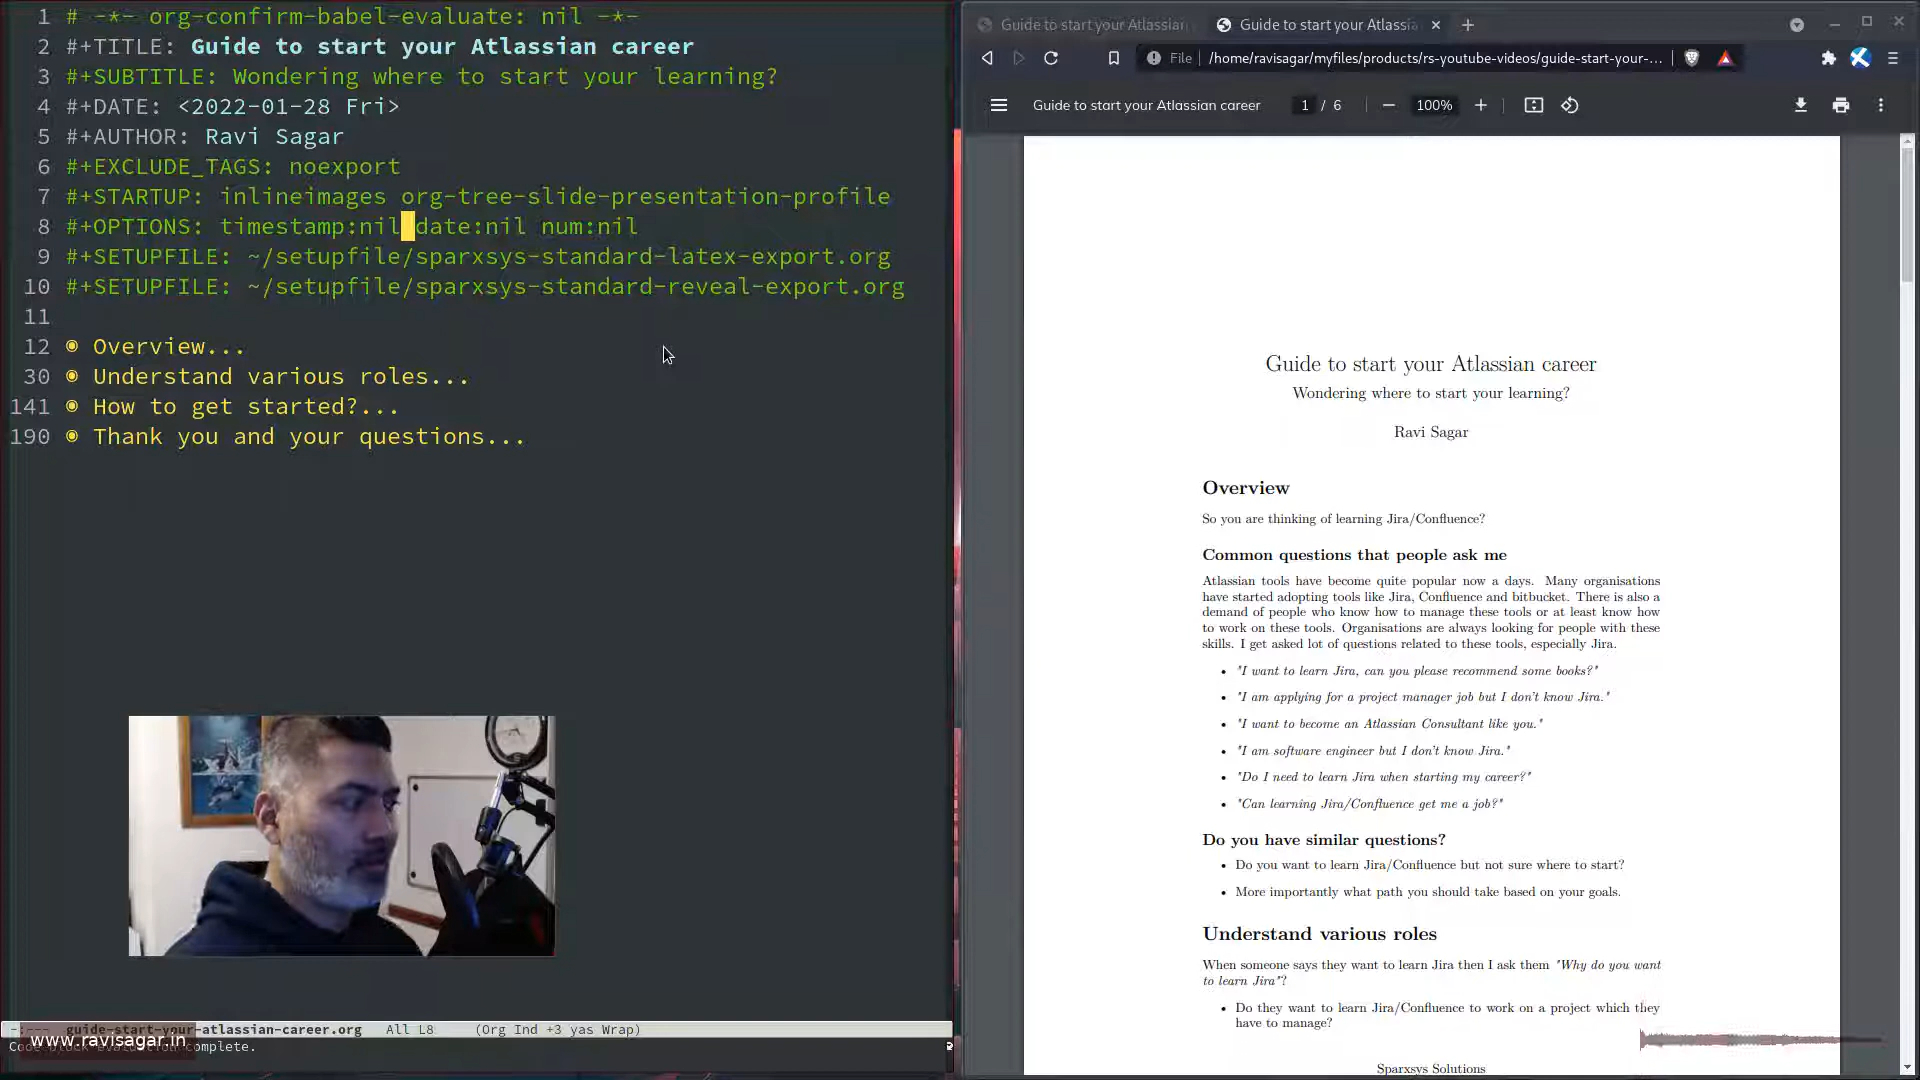 1 # -*- org-confirm-babel-evaluate: nil -*-
2 #+TITLE: Guide to start your Atlassian career
3 #+SUBTITLE: Wondering where to start your learning?
4 #+DATE: <2022-01-28 Fri>
5 #+AUTHOR: Ravi Sagar
6 #+EXCLUDE_TAGS: noexport
7 #+STARTUP: inlineimages org-tree-slide-presentation-profile
8 #+OPTIONS: timestamp:nil date:nil num:nil
9 #+SETUPFILE: ~/setupfile/sparxsys-standard-latex-export.org
10 #+SETUPFILE: ~/setupfile/sparxsys-standard-reveal-export.org
11
12 ◉ Overview...
30 ◉ Understand various roles...
141 ◉ How to get started?...
190 ◉ Thank you and your questions...
-:--- guide-start-your-atlassian-career.org All L8 (Org Ind +3 yas Wrap)
www.ravisagar.in
Code block evaluation complete.
Guide to start your Atlassian
Guide to start your Atlassia
File /home/ravisagar/myfiles/products/rs-youtube-videos/guide-start-your-...
Guide to start your Atlassian career 1 / 6 100%
Guide to start your Atlassian career
Wondering where to start your learning?
Ravi Sagar
Overview
So you are thinking of learning Jira/Confluence?
Common questions that people ask me
Atlassian tools have become quite popular now a days. Many organisations
have started adopting tools like Jira, Confluence and bitbucket. There is also a
demand of people who know how to manage these tools or at least know how
to work on these tools. Organisations are always looking for people with these
skills. I get asked lot of questions related to these tools, especially Jira.
• "I want to learn Jira, can you please recommend some books?"
• "I am applying for a project manager job but I don't know Jira."
• "I want to become an Atlassian Consultant like you."
• "I am software engineer but I don't know Jira."
• "Do I need to learn Jira when starting my career?"
• "Can learning Jira/Confluence get me a job?"
Do you have similar questions?
• Do you want to learn Jira/Confluence but not sure where to start?
• More importantly what path you should take based on your goals.
Understand various roles
When someone says they want to learn Jira then I ask them "Why do you want
to learn Jira"?
• Do they want to learn Jira/Confluence to work on a project which they
have to manage?
Sparxsys Solutions